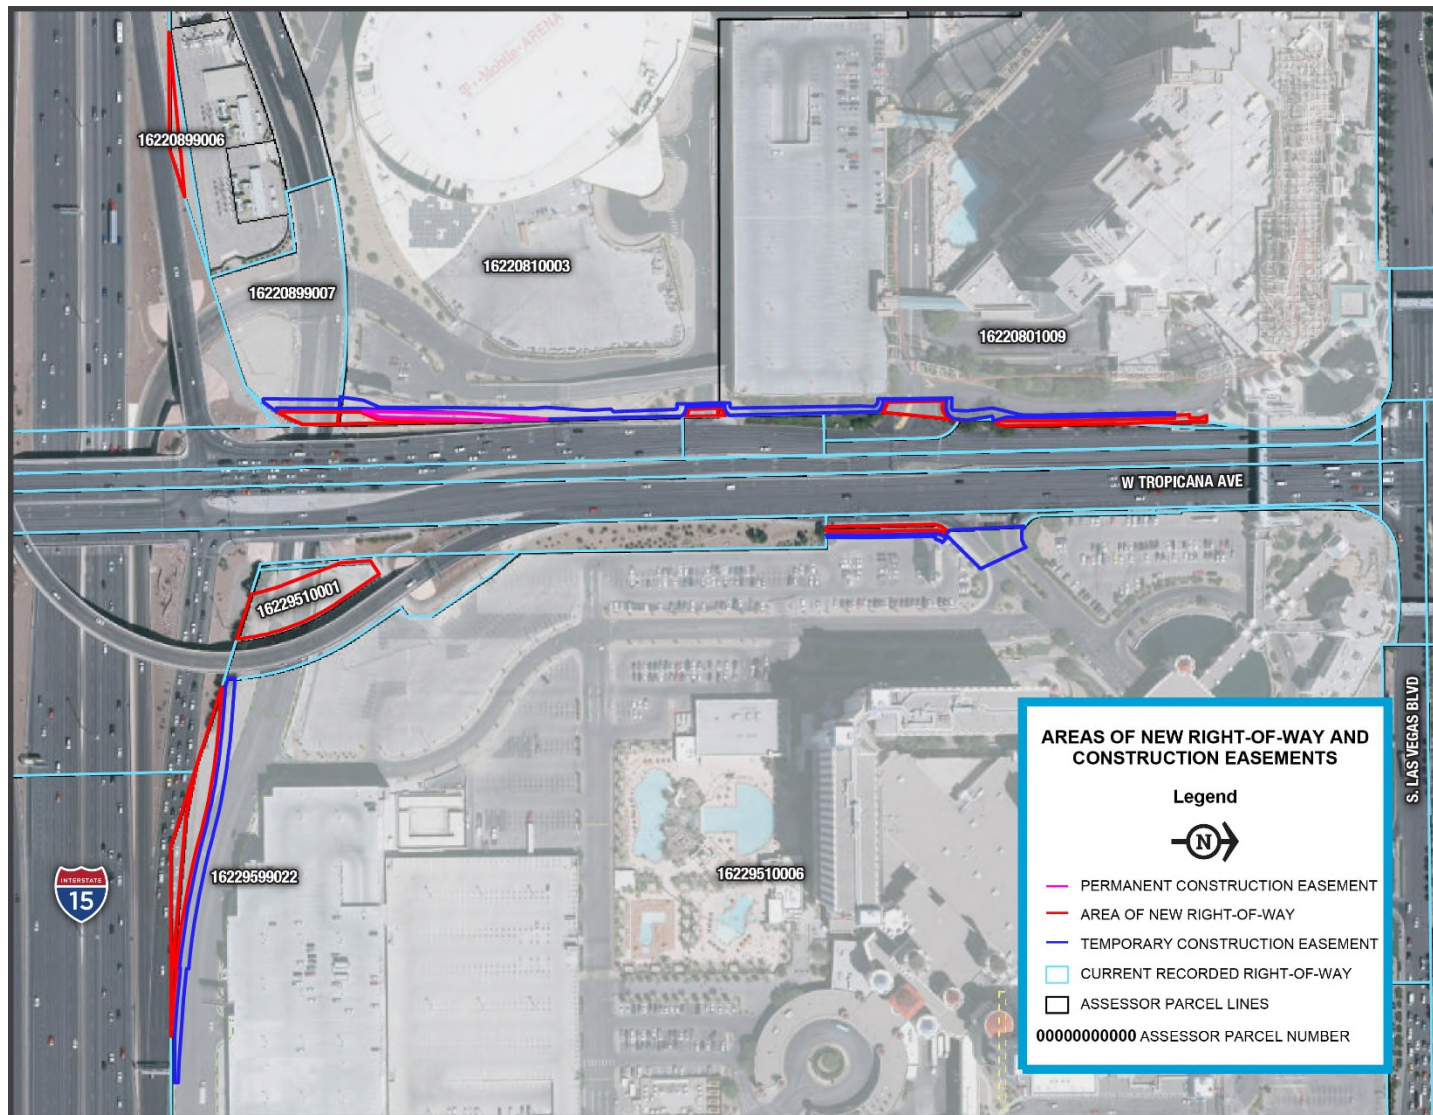 T··Mobile·ARENA
16220899006
16220810003
16220899007
16220801009
W TROPICANA AVE
16229510001
16229599022
16229510006
S. LAS VEGAS BLVD
INTERSTATE
15
AREAS OF NEW RIGHT-OF-WAY AND
CONSTRUCTION EASEMENTS
Legend
N
PERMANENT CONSTRUCTION EASEMENT
AREA OF NEW RIGHT-OF-WAY
TEMPORARY CONSTRUCTION EASEMENT
CURRENT RECORDED RIGHT-OF-WAY
ASSESSOR PARCEL LINES
00000000000 ASSESSOR PARCEL NUMBER